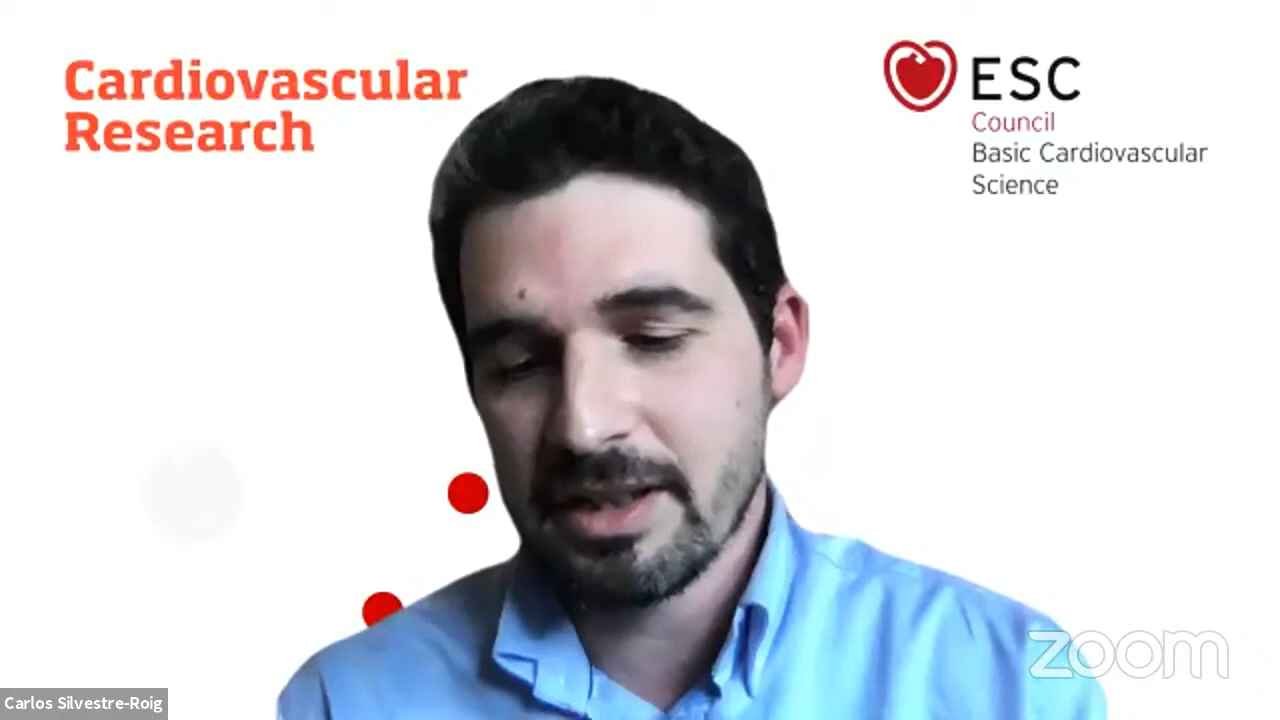 Cardiovascular
Research
ESC
Council
Basic Cardiovascular
Science
zoom
Carlos Silvestre-Roig